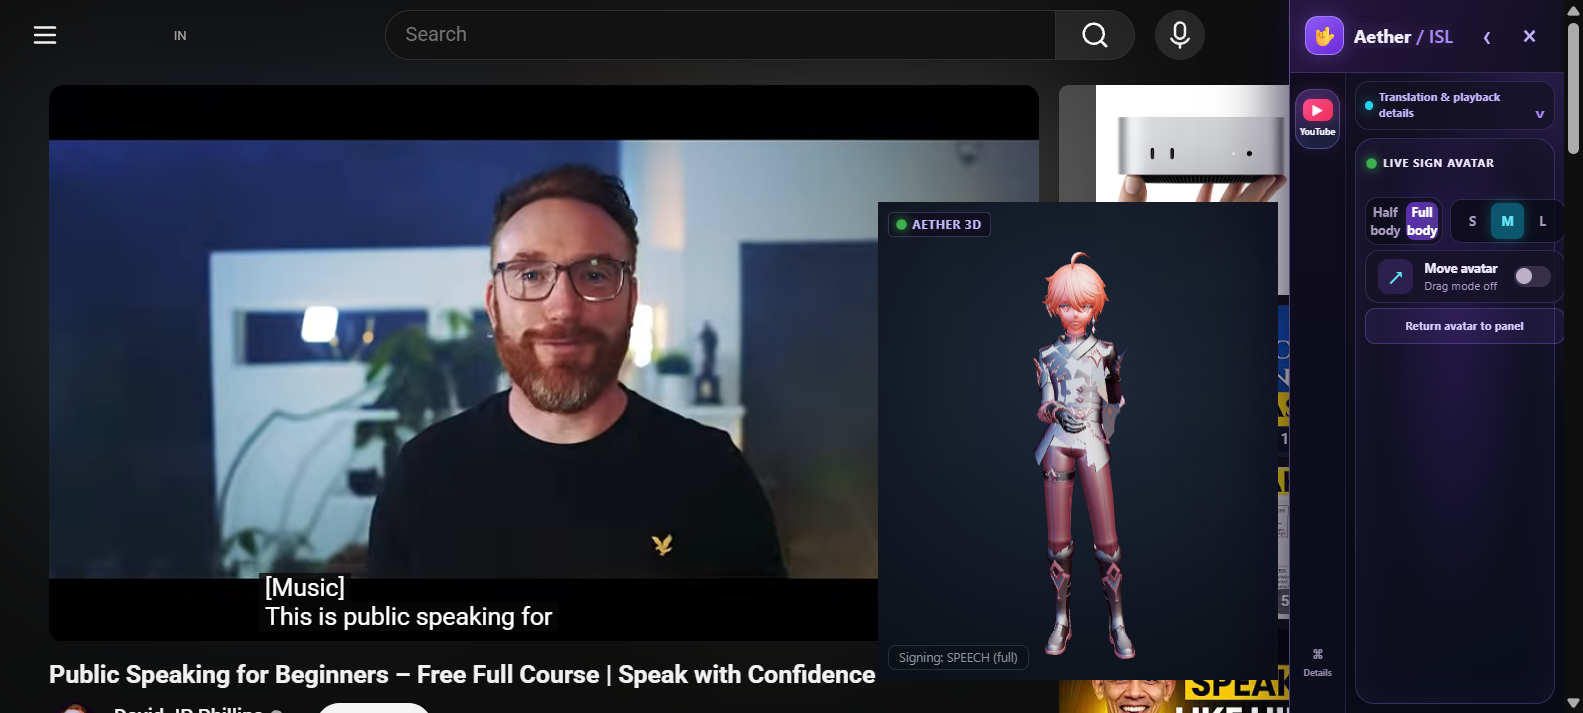 IN
Search
Aether / ISL
YouTube
Translation & playback
details
LIVE SIGN AVATAR
Half
body
Full
body
S
M
L
Move avatar
Drag mode off
Return avatar to panel
Details
AETHER 3D
Signing: SPEECH (full)
[Music]
This is public speaking for
Public Speaking for Beginners – Free Full Course | Speak with Confidence